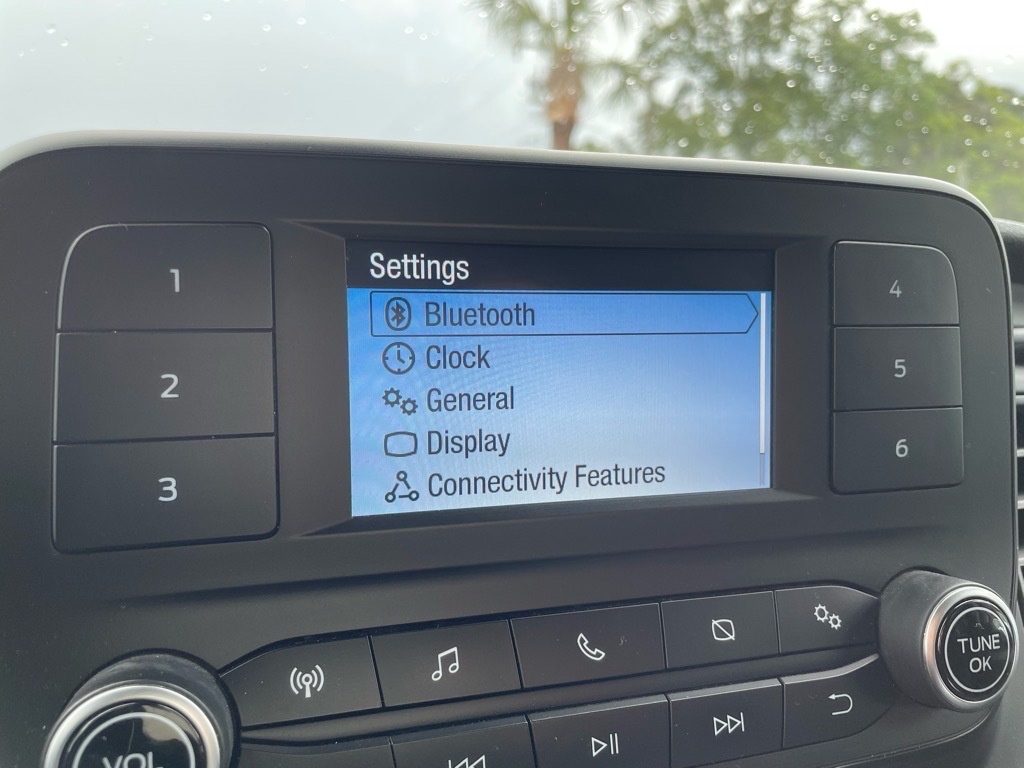 Settings
Bluetooth
Clock
General
Display
Connectivity Features
1
2
3
4
5
6
TUNE
OK
VOL